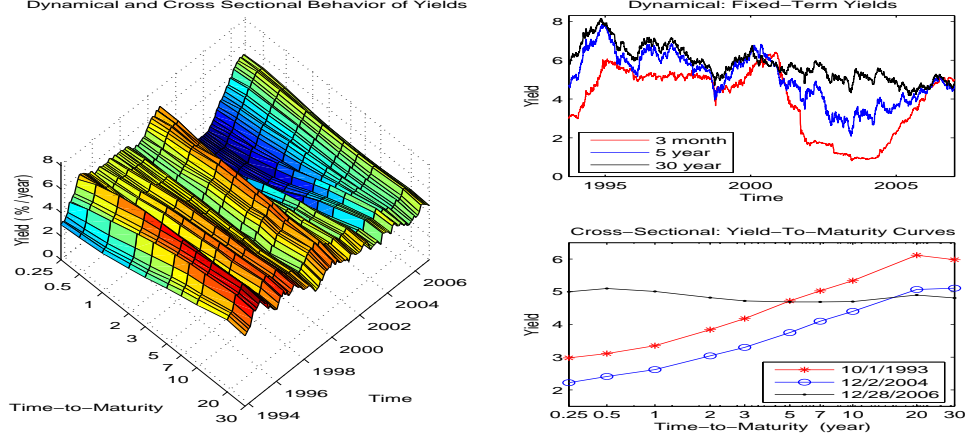 Dynamical and Cross Sectional Behavior of Yields
8
6
4
2
0
Yield ( % / year)
0.25
0.5
1
2
3
5
7
10
20
30
Time−to−Maturity
1994
1996
1998
2000
2002
2004
2006
Time
Dynamical: Fixed−Term Yields
8
6
4
2
0
Yield
3 month
5 year
30 year
1995
2000
2005
Time
Cross−Sectional: Yield−To−Maturity Curves
6
5
4
3
2
1
Yield
10/1/1993
12/2/2004
12/28/2006
0.25 0.5 1 2 3 5 7 10 20 30
Time−to−Maturity (year)